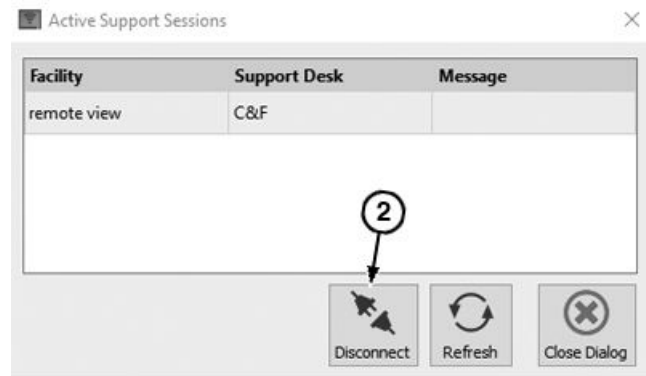 Active Support Sessions
Facility Support Desk Message
remote view C&F
2
Disconnect Refresh Close Dialog